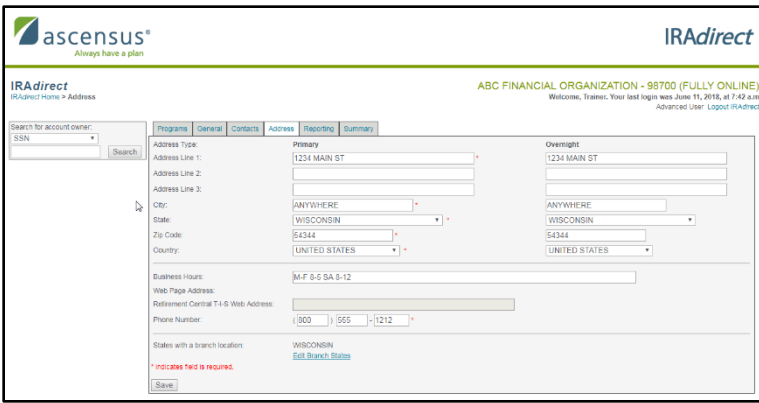 ascensus®
Always have a plan
IRAdirect
IRAdirect
IRAdirect Home > Address
ABC FINANCIAL ORGANIZATION - 98700 (FULLY ONLINE)
Welcome, Trainer. Your last login was June 11, 2018, at 7:42 a.m
Advanced User Logout IRAdirect
Search for account owner:
SSN
Search
Programs General Contacts Address Reporting Summary
Address Type: Primary Overnight
Address Line 1: 1234 MAIN ST * 1234 MAIN ST
Address Line 2:
Address Line 3:
City: ANYWHERE * ANYWHERE
State: WISCONSIN * WISCONSIN
Zip Code: 54344 * 54344
Country: UNITED STATES * UNITED STATES
Business Hours: M-F 8-5 SA 8-12
Web Page Address:
Retirement Central T-I-S Web Address:
Phone Number: ( 800 ) 555 - 1212 *
States with a branch location: WISCONSIN
Edit Branch States
* Indicates field is required.
Save